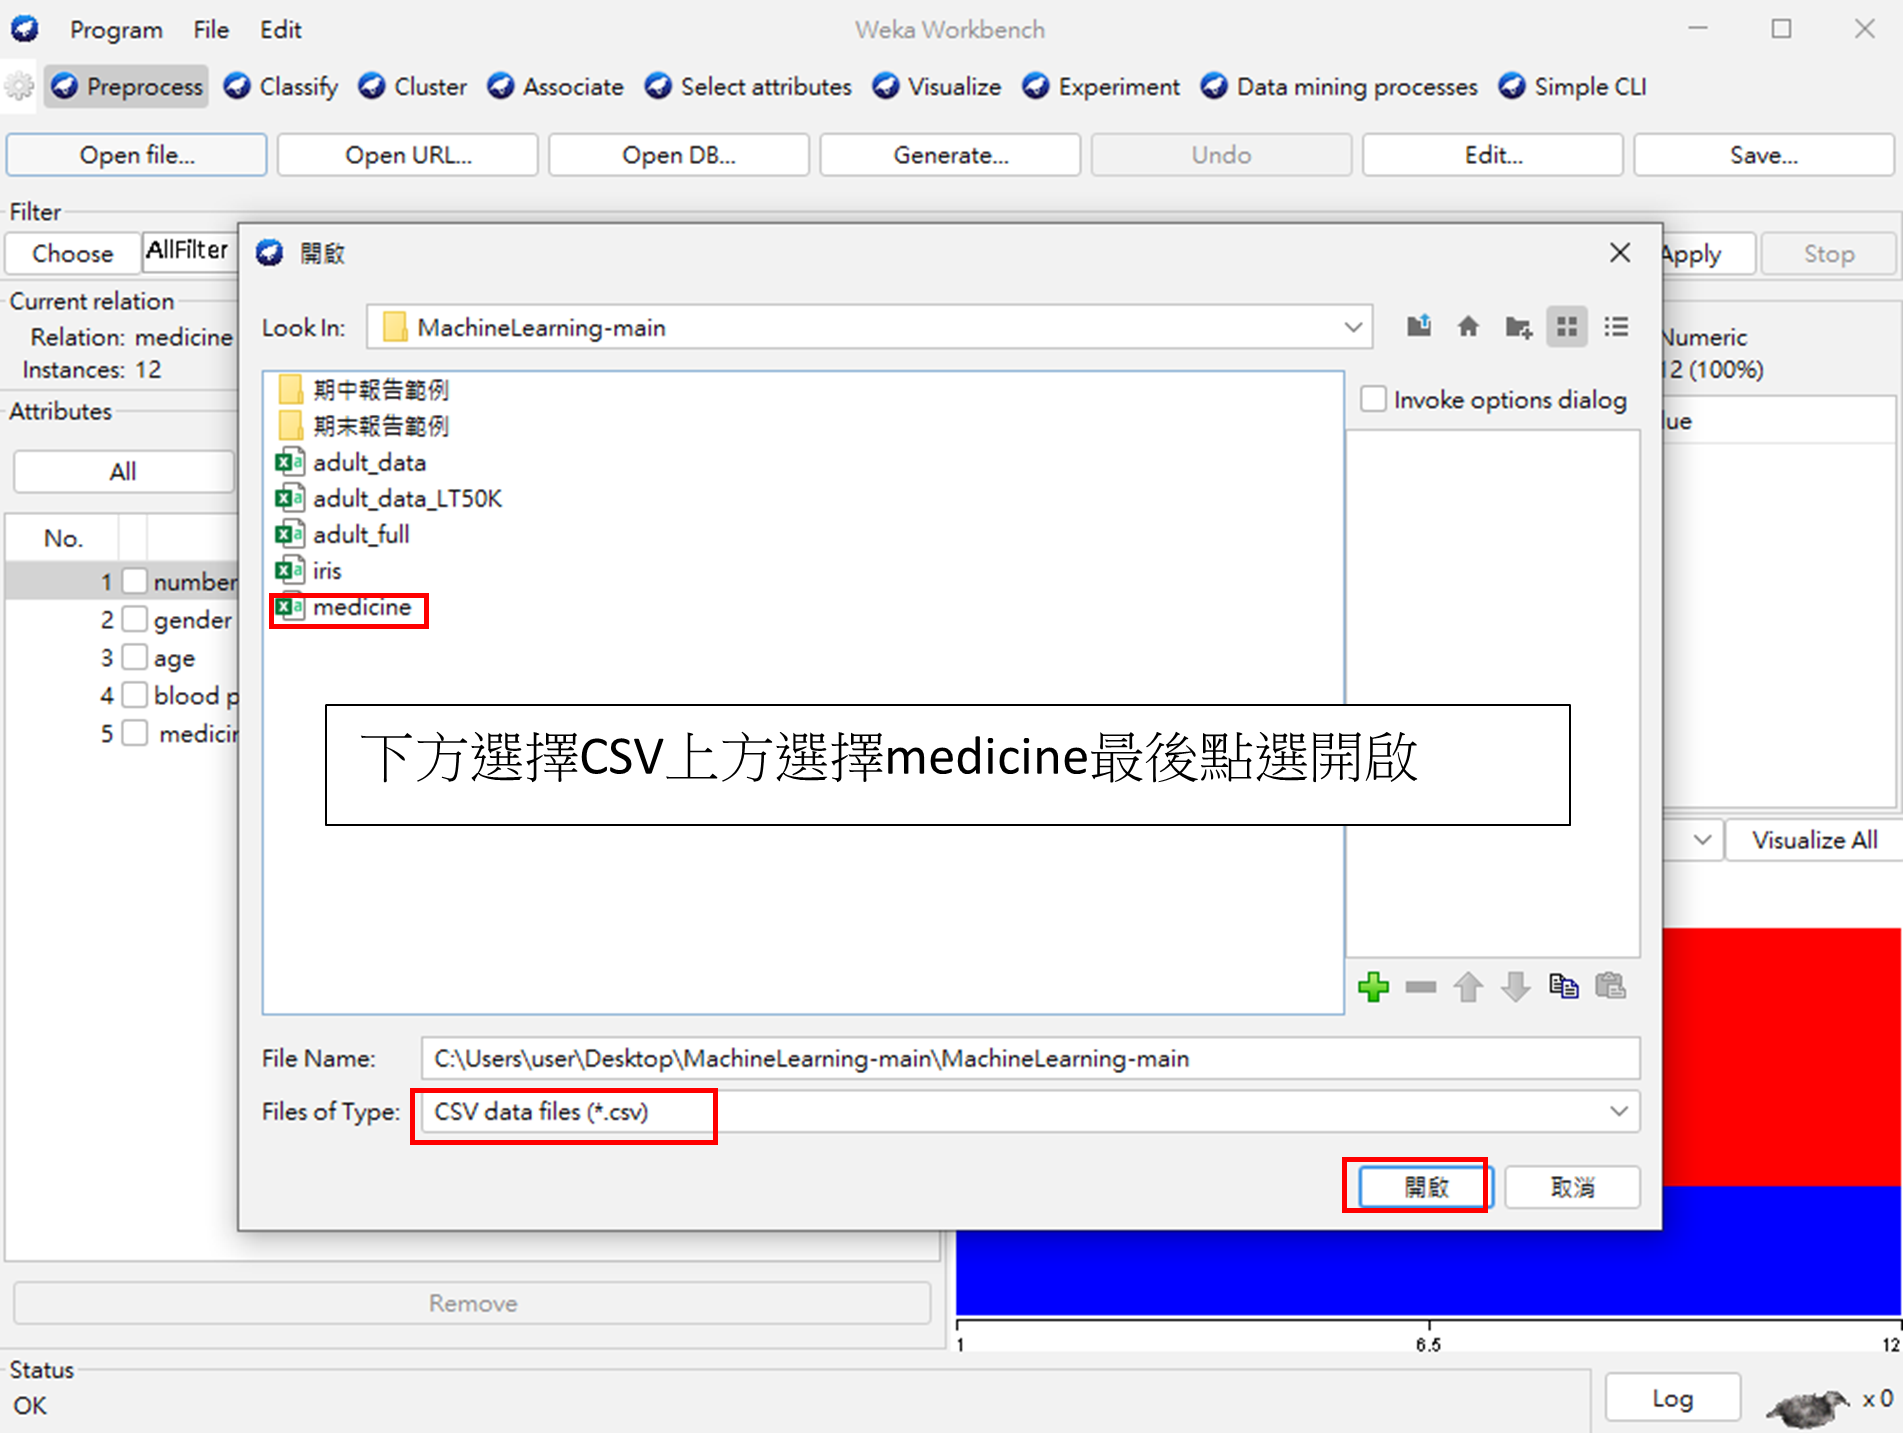 Program File Edit
Weka Workbench
Preprocess Classify Cluster Associate Select attributes Visualize Experiment Data mining processes Simple CLI
Open file... Open URL... Open DB... Generate... Undo Edit... Save...
Filter
Choose AllFilter
Apply Stop
Current relation
Relation: medicine
Instances: 12
Attributes
All
No.
1 number
2 gender
3 age
4 blood p
5 medicin
Remove
Status
OK
開啟
Look In: MachineLearning-main
期中報告範例
期末報告範例
adult_data
adult_data_LT50K
adult_full
iris
medicine
Invoke options dialog
下方選擇CSV上方選擇medicine最後點選開啟
File Name: C:\Users\user\Desktop\MachineLearning-main\MachineLearning-main
Files of Type: CSV data files (*.csv)
開啟 取消
Numeric
12 (100%)
lue
Visualize All
1 6.5 12
Log x 0